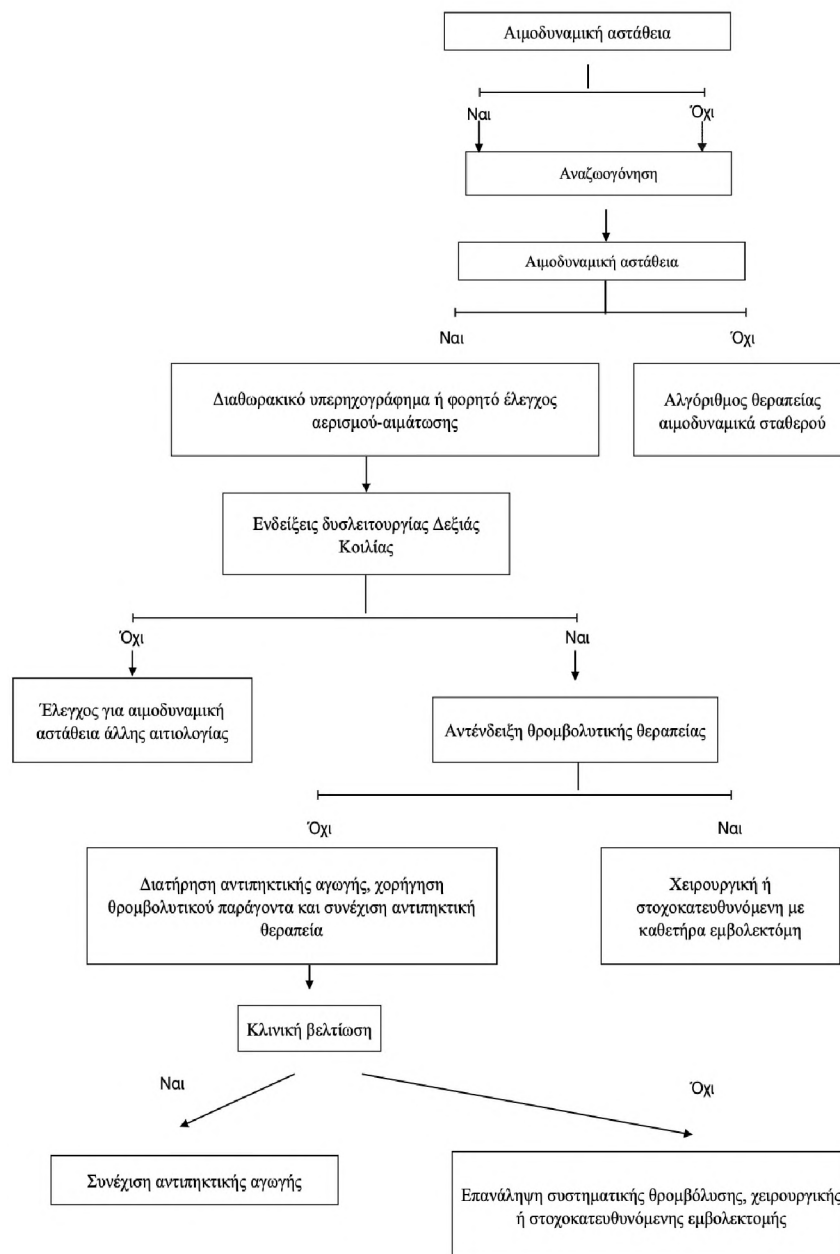 Αιμοδυναμική αστάθεια
Ναι
Όχι
Αναζωογόνηση
Αιμοδυναμική αστάθεια
Ναι
Όχι
Διαθωρακικό υπερηχογράφημα ή φορητό έλεγχος
αερισμού-αιμάτωσης
Αλγόριθμος θεραπείας
αιμοδυναμικά σταθερού
Ενδείξεις δυσλειτουργίας Δεξιάς
Κοιλίας
Όχι
Ναι
Έλεγχος για αιμοδυναμική
αστάθεια άλλης αιτιολογίας
Αντένδειξη θρομβολυτικής θεραπείας
Όχι
Ναι
Διατήρηση αντιπηκτικής αγωγής, χορήγηση
θρομβολυτικού παράγοντα και συνέχιση αντιπηκτική
θεραπεία
Χειρουργική ή
στοχοκατευθυνόμενη με
καθετήρα εμβολεκτόμη
Κλινική βελτίωση
Ναι
Όχι
Συνέχιση αντιπηκτικής αγωγής
Επανάληψη συστηματικής θρομβόλυσης, χειρουργικής
ή στοχοκατευθυνόμενης εμβολεκτομής